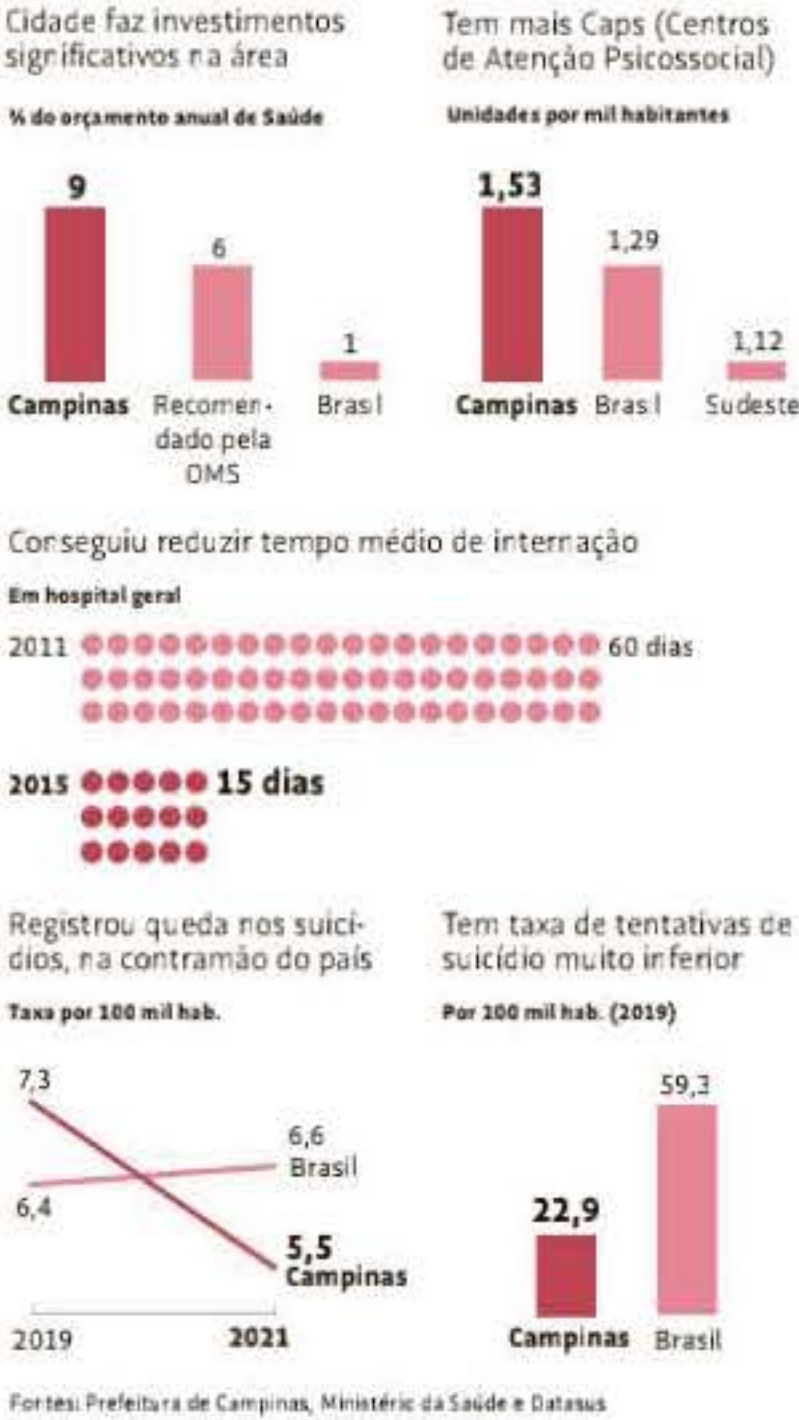 Cidade faz investimentos
significativos na área
% do orçamento anual de Saúde
9
6
1
Campinas
Recomen-
dado pela
OMS
Brasil
Tem mais Caps (Centros
de Atenção Psicossocial)
Unidades por mil habitantes
1,53
1,29
1,12
Campinas
Brasil
Sudeste
Conseguiu reduzir tempo médio de internação
Em hospital geral
2011
60 dias
2015
15 dias
Registrou queda nos suicí-
dios, na contramão do país
Taxa por 100 mil hab.
7,3
6,4
6,6
Brasil
5,5
Campinas
2019
2021
Tem taxa de tentativas de
suicídio muito inferior
Por 100 mil hab. (2019)
22,9
59,3
Campinas
Brasil
Fontes: Prefeitura de Campinas, Ministério da Saúde e Datasus